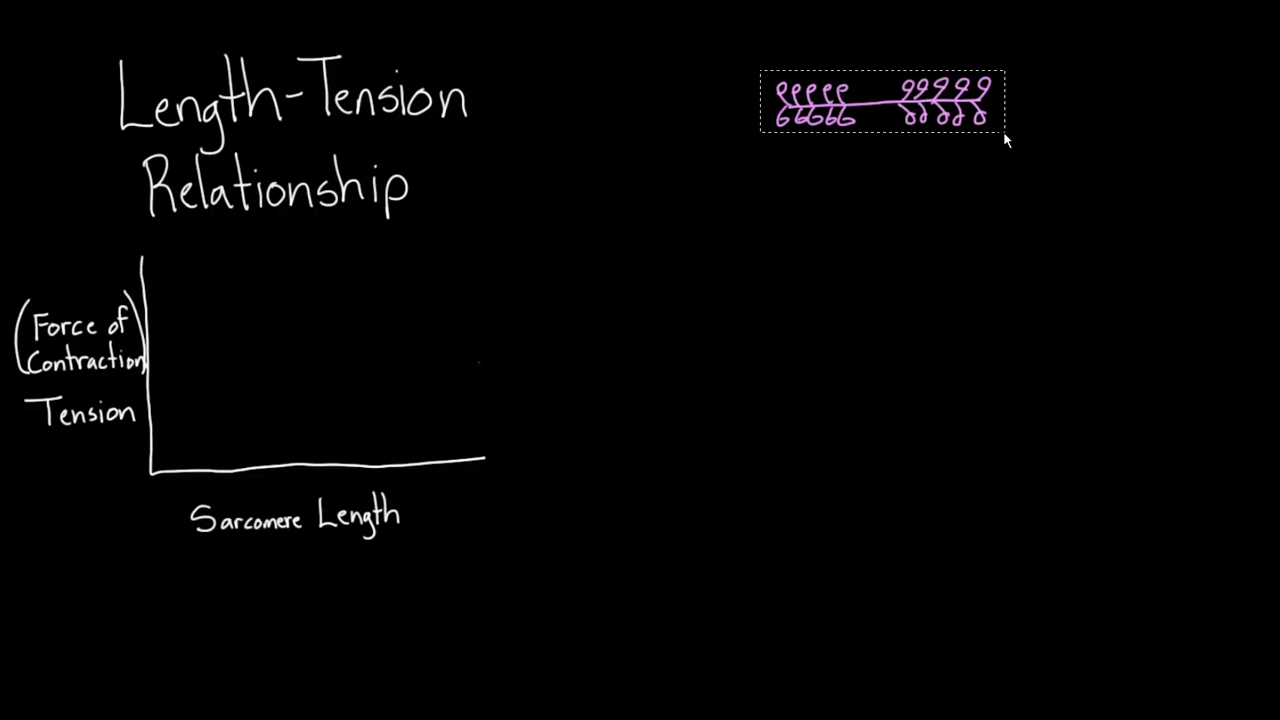 Length-Tension
Relationship
(Force of
Contraction)
Tension
Sarcomere Length